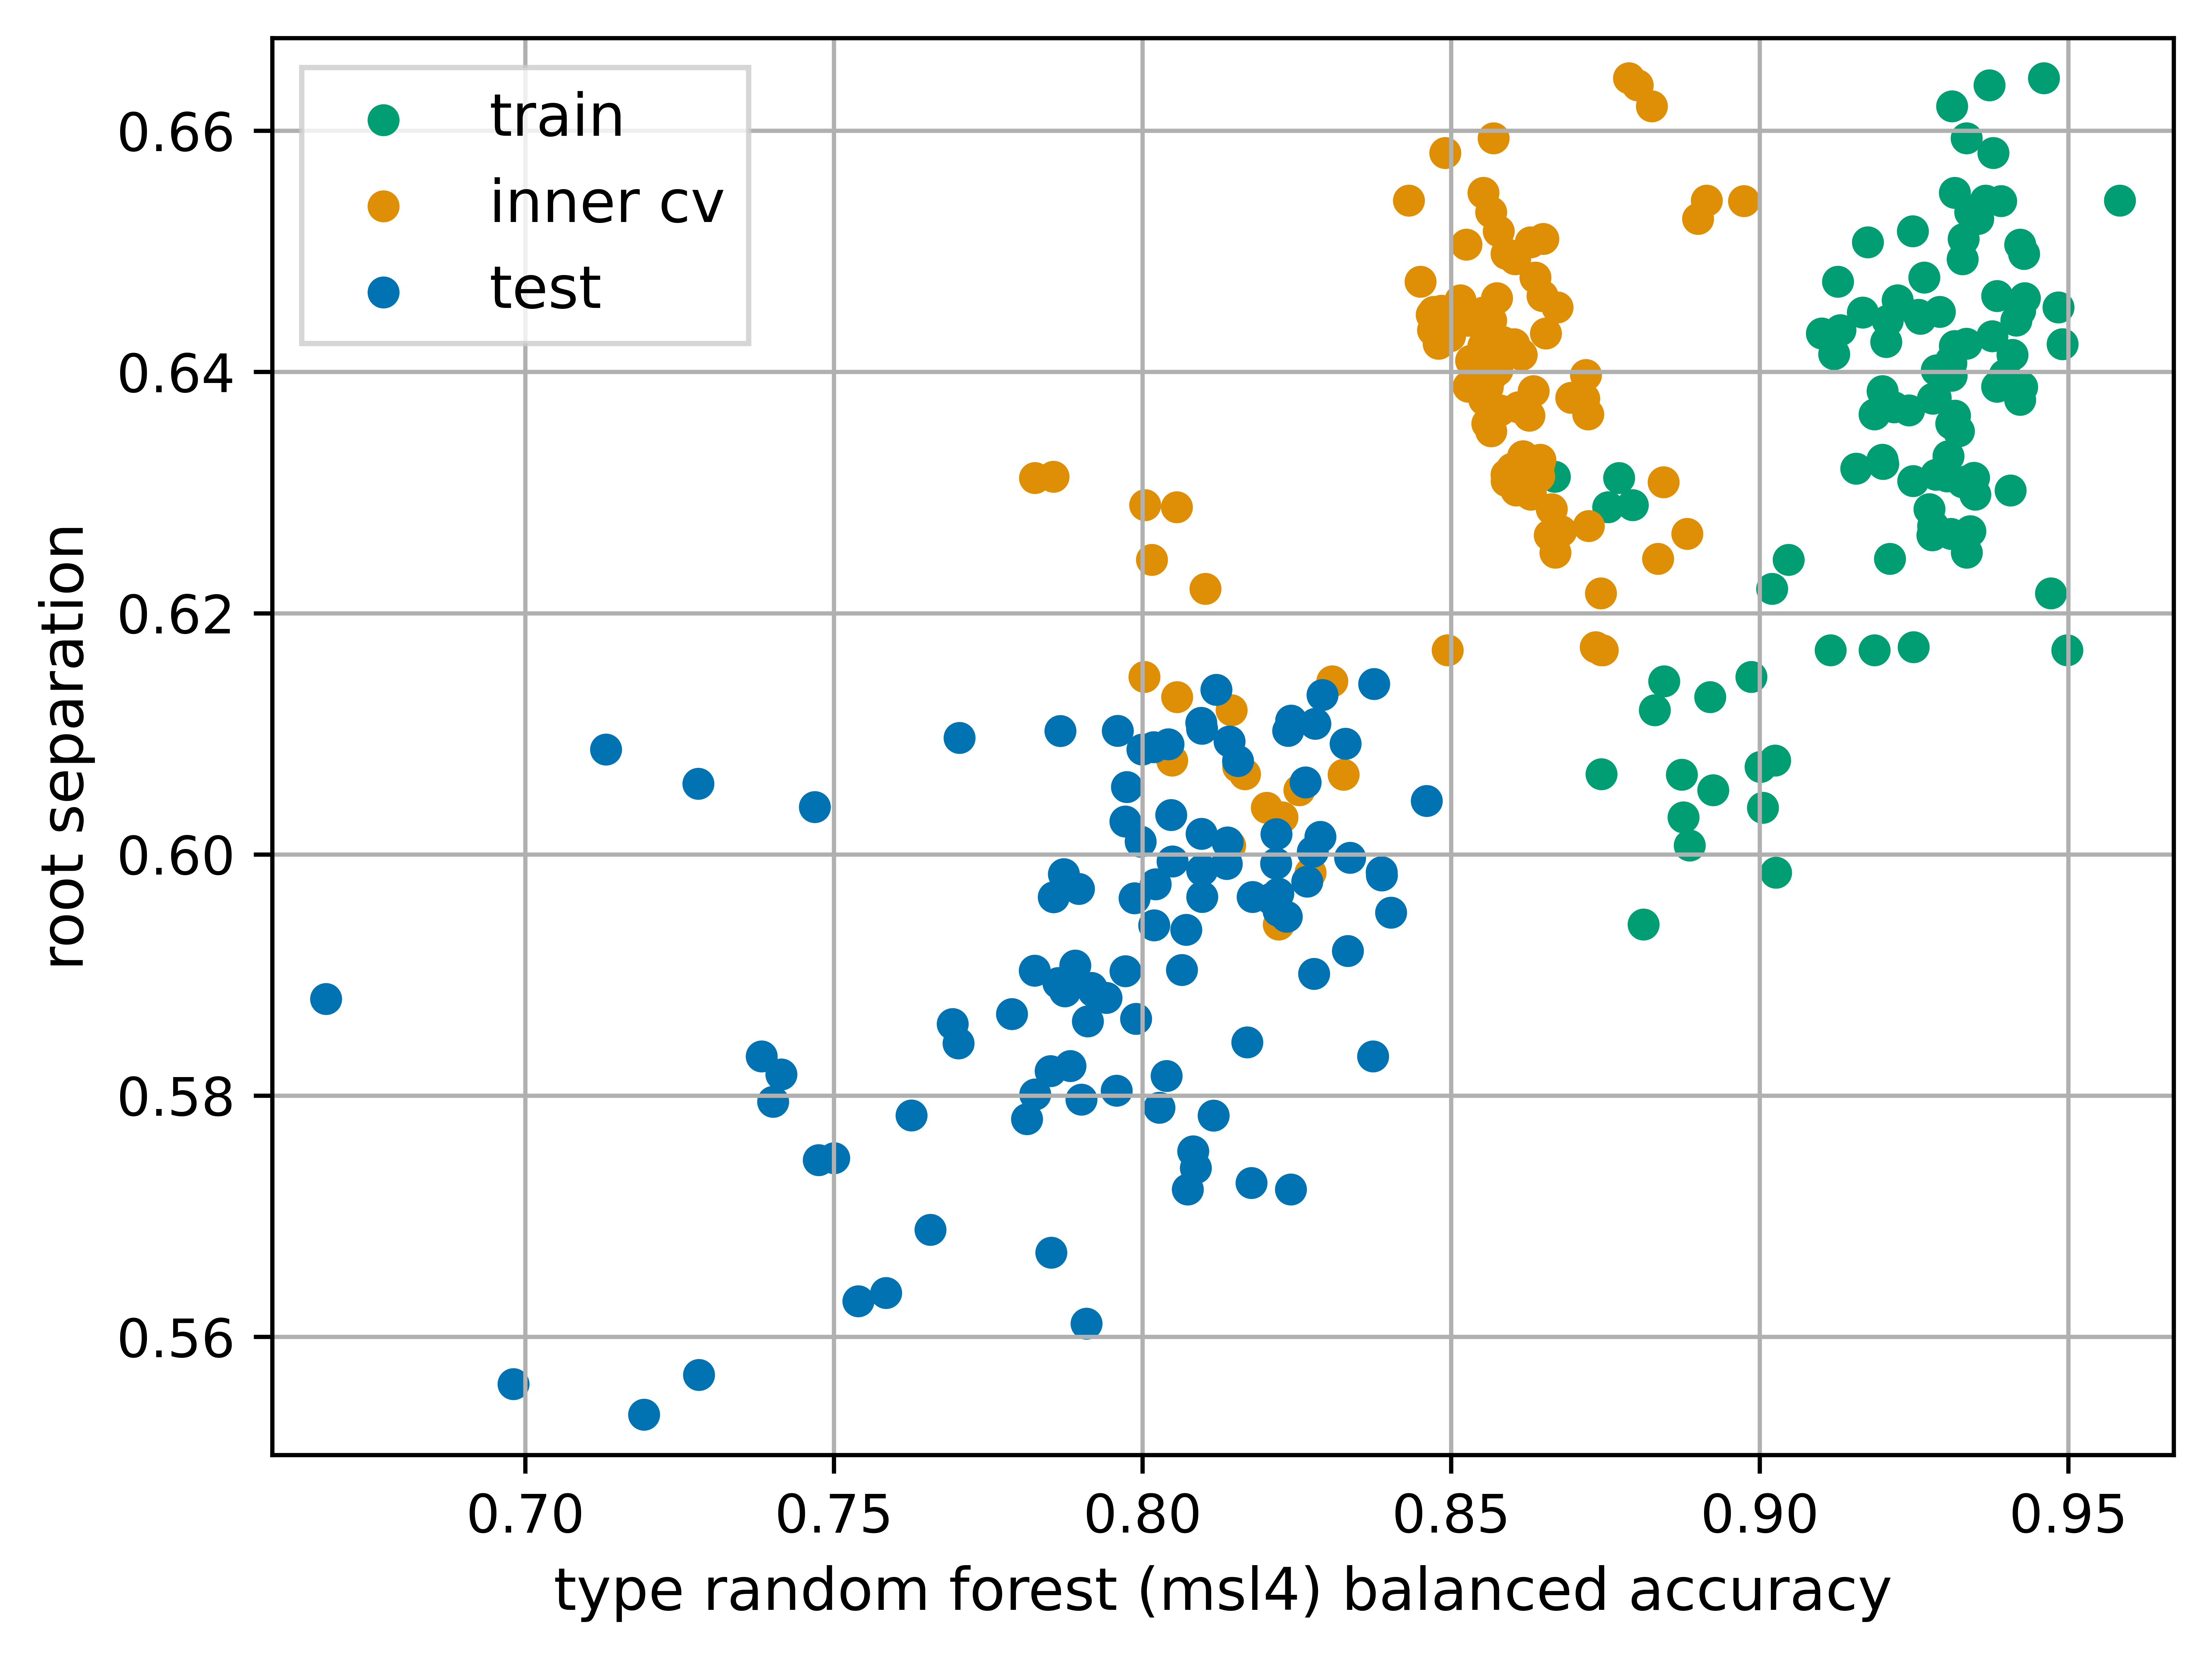 train
inner cv
test
root separation
0.66
0.64
0.62
0.60
0.58
0.56
0.70 0.75 0.80 0.85 0.90 0.95
type random forest (msl4) balanced accuracy